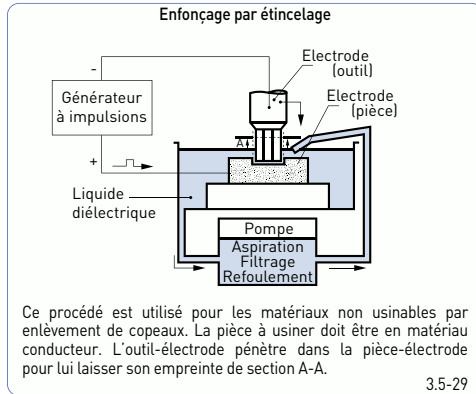 Enfonçage par étincelage
Electrode
(outil)
-
Electrode
(pièce)
Générateur
à impulsions
A
+
Liquide
diélectrique
Pompe
Aspiration
Filtrage
Refoulement
Ce procédé est utilisé pour les matériaux non usinables par
enlèvement de copeaux. La pièce à usiner doit être en matériau
conducteur. L'outil-électrode pénètre dans la pièce-électrode
pour lui laisser son empreinte de section A-A.
3.5-29